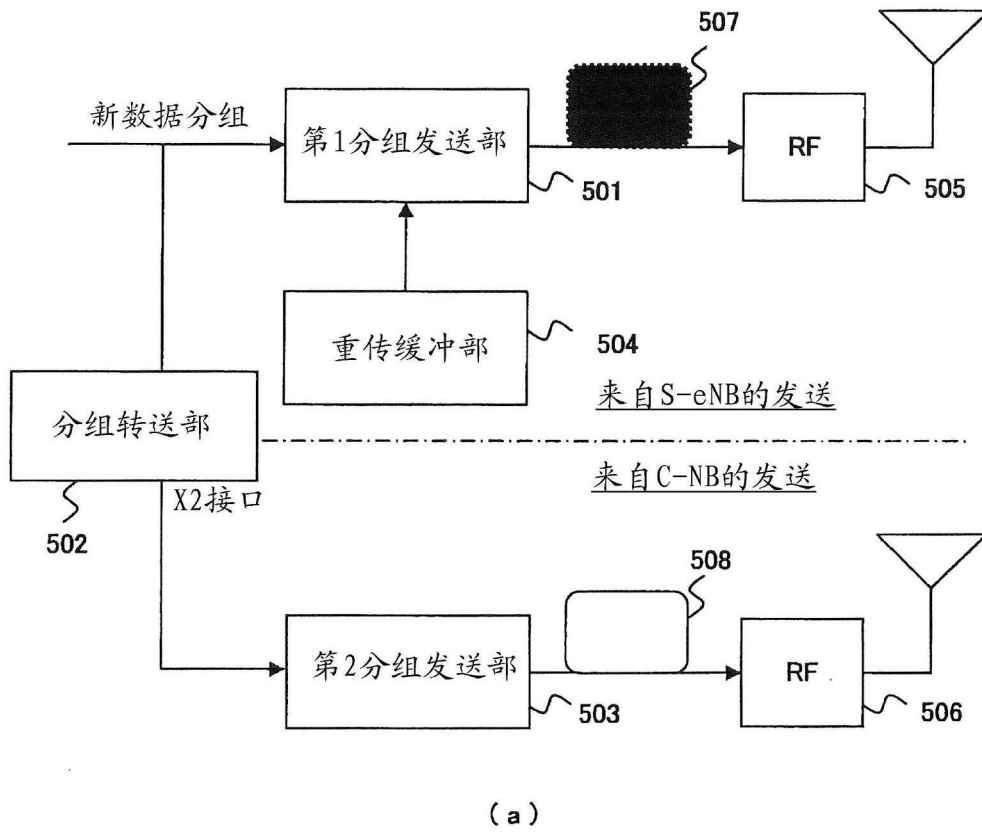 507
新数据分组
第1分组发送部
501
RF
505
重传缓冲部
504
来自S-eNB的发送
分组转送部
来自C-NB的发送
X2接口
502
508
第2分组发送部
503
RF
506
(a)